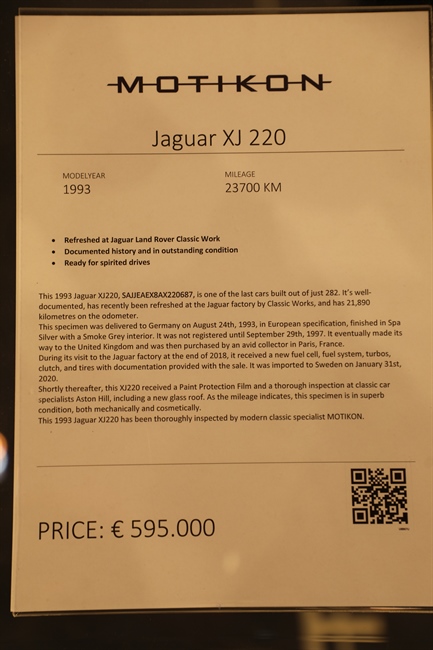 MOTIKON
Jaguar XJ 220
MODELYEAR
1993
MILEAGE
23700 KM
• Refreshed at Jaguar Land Rover Classic Work
• Documented history and in outstanding condition
• Ready for spirited drives
This 1993 Jaguar XJ220, SAJJEAEX8AX220687, is one of the last cars built out of just 282. It's well-
documented, has recently been refreshed at the Jaguar factory by Classic Works, and has 21,890
kilometres on the odometer.
This specimen was delivered to Germany on August 24th, 1993, in European specification, finished in Spa
Silver with a Smoke Grey interior. It was not registered until September 29th, 1997. It eventually made its
way to the United Kingdom and was then purchased by an avid collector in Paris, France.
During its visit to the Jaguar factory at the end of 2018, it received a new fuel cell, fuel system, turbos,
clutch, and tires with documentation provided with the sale. It was imported to Sweden on January 31st,
2020.
Shortly thereafter, this XJ220 received a Paint Protection Film and a thorough inspection at classic car
specialists Aston Hill, including a new glass roof. As the mileage indicates, this specimen is in superb
condition, both mechanically and cosmetically.
This 1993 Jaguar XJ220 has been thoroughly inspected by modern classic specialist MOTIKON.
PRICE: € 595.000